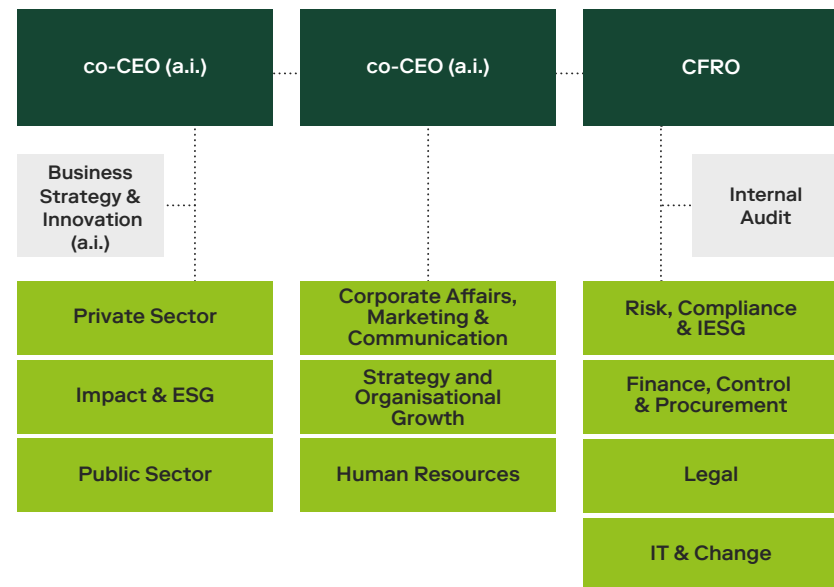 co-CEO (a.i.)
co-CEO (a.i.)
CFRO
Business
Strategy &
Innovation
(a.i.)
Internal
Audit
Private Sector
Impact & ESG
Public Sector
Corporate Affairs,
Marketing &
Communication
Strategy and
Organisational
Growth
Human Resources
Risk, Compliance
& IESG
Finance, Control
& Procurement
Legal
IT & Change